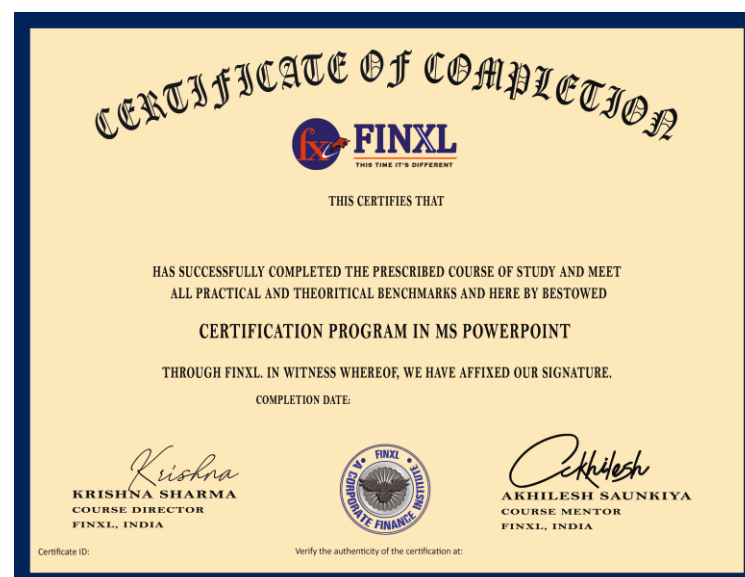 CERTIFICATE OF COMPLETION
fx FINXL
THIS TIME IT'S DIFFERENT
THIS CERTIFIES THAT
HAS SUCCESSFULLY COMPLETED THE PRESCRIBED COURSE OF STUDY AND MEET
ALL PRACTICAL AND THEORITICAL BENCHMARKS AND HERE BY BESTOWED
CERTIFICATION PROGRAM IN MS POWERPOINT
THROUGH FINXL. IN WITNESS WHEREOF, WE HAVE AFFIXED OUR SIGNATURE.
COMPLETION DATE:
Krishna
KRISHNA SHARMA
COURSE DIRECTOR
FINXL, INDIA
FINXL
A CORPORATE FINANCE INSTITUTE
Akhilesh
AKHILESH SAUNKIYA
COURSE MENTOR
FINXL, INDIA
Certificate ID:
Verify the authenticity of the certification at: